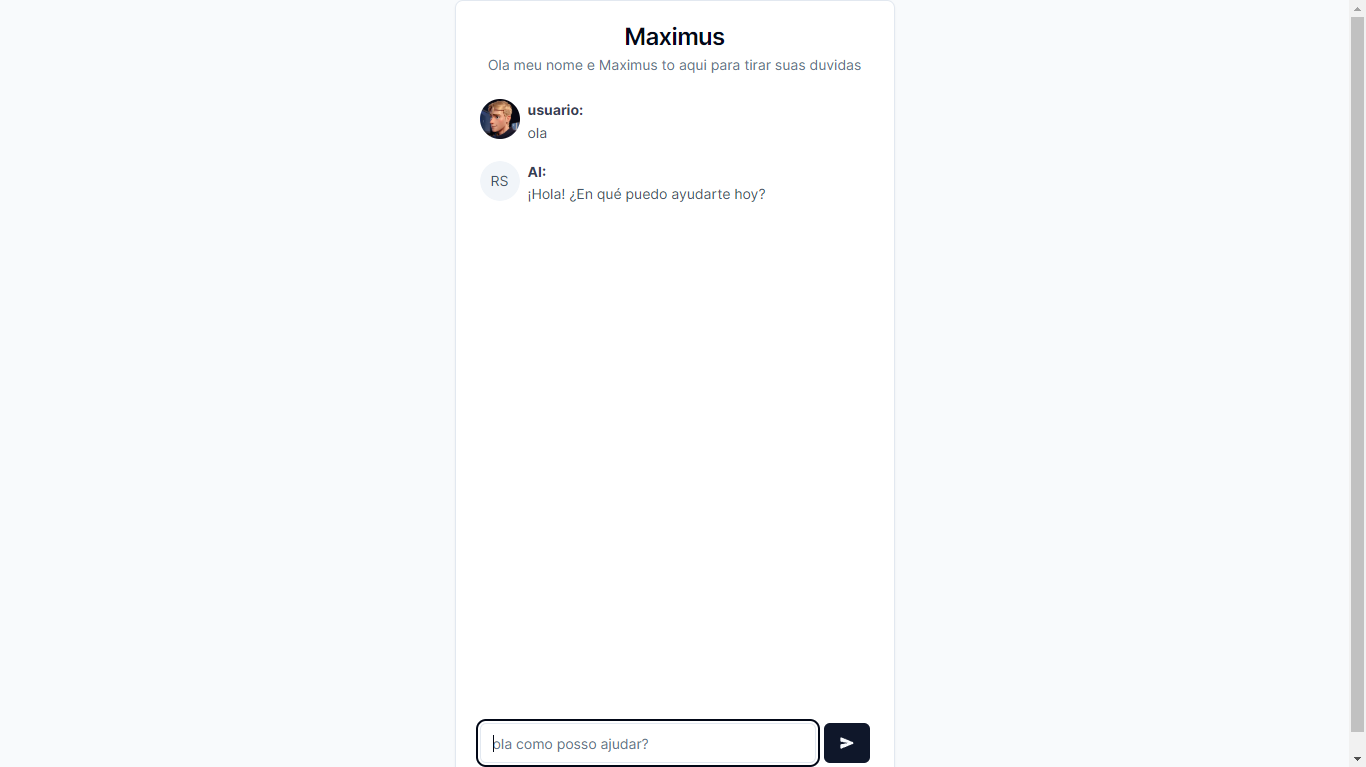 Maximus
Ola meu nome e Maximus to aqui para tirar suas duvidas
usuario:
ola
RS
AI:
¡Hola! ¿En qué puedo ayudarte hoy?
ola como posso ajudar?